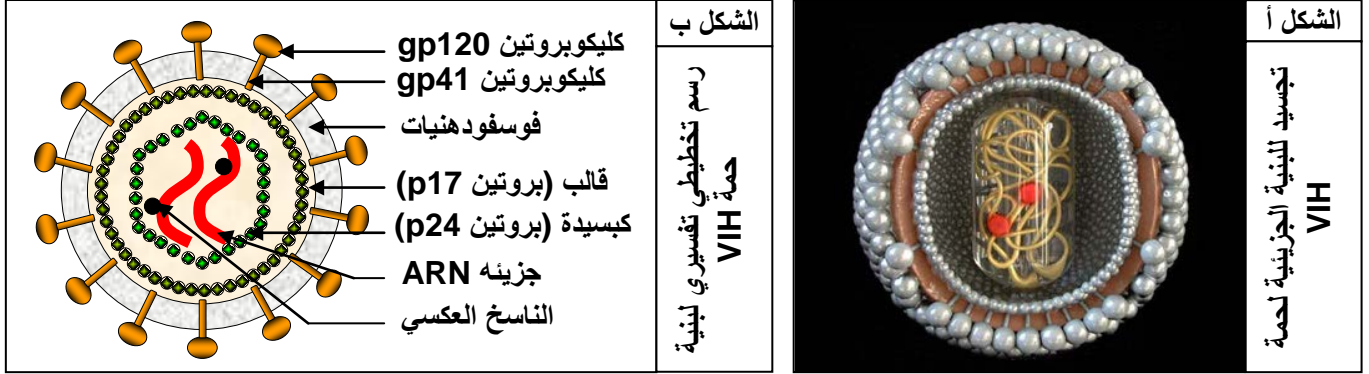 الشكل أ
تجسيد للبنية الجزيئية لحمة
VIH
الشكل ب
رسم تخطيطي تفسيري لبنية
حمة VIH
كليكوبروتين gp120
كليكوبروتين gp41
فوسفودهنيات
قالب (بروتين p17)
كبسيدة (بروتين p24)
جزيئه ARN
الناسخ العكسي